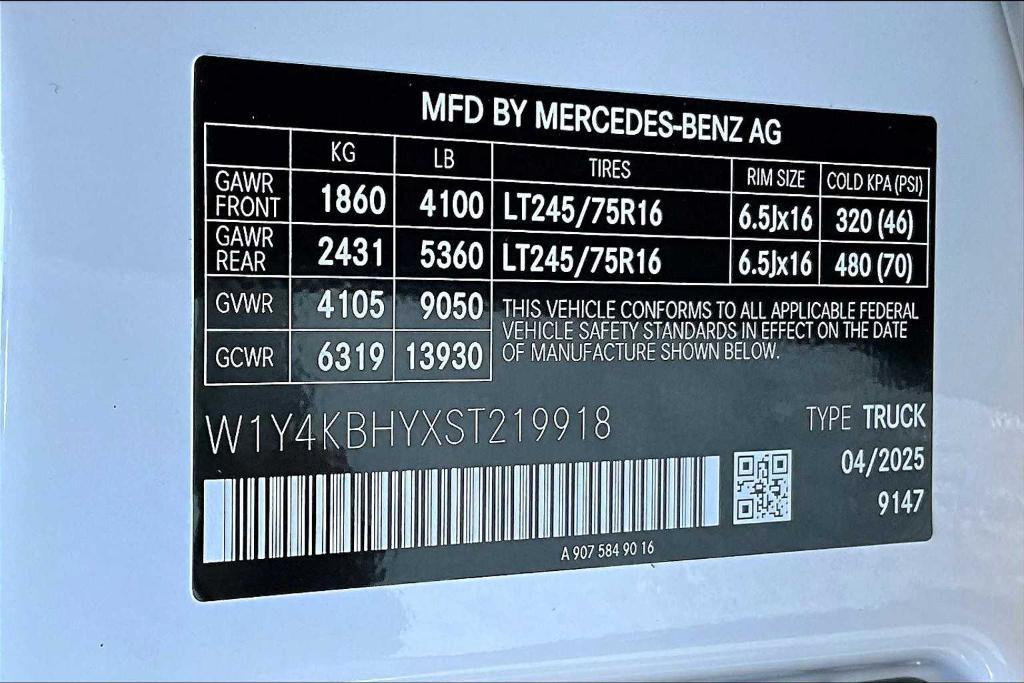 MFD BY MERCEDES-BENZ AG
KG LB TIRES RIM SIZE COLD KPA (PSI)
GAWR FRONT 1860 4100 LT245/75R16 6.5Jx16 320 (46)
GAWR REAR 2431 5360 LT245/75R16 6.5Jx16 480 (70)
GVWR 4105 9050
GCWR 6319 13930
THIS VEHICLE CONFORMS TO ALL APPLICABLE FEDERAL
VEHICLE SAFETY STANDARDS IN EFFECT ON THE DATE
OF MANUFACTURE SHOWN BELOW.
W1Y4KBHYXST219918
TYPE TRUCK
04/2025
9147
A 907 584 90 16